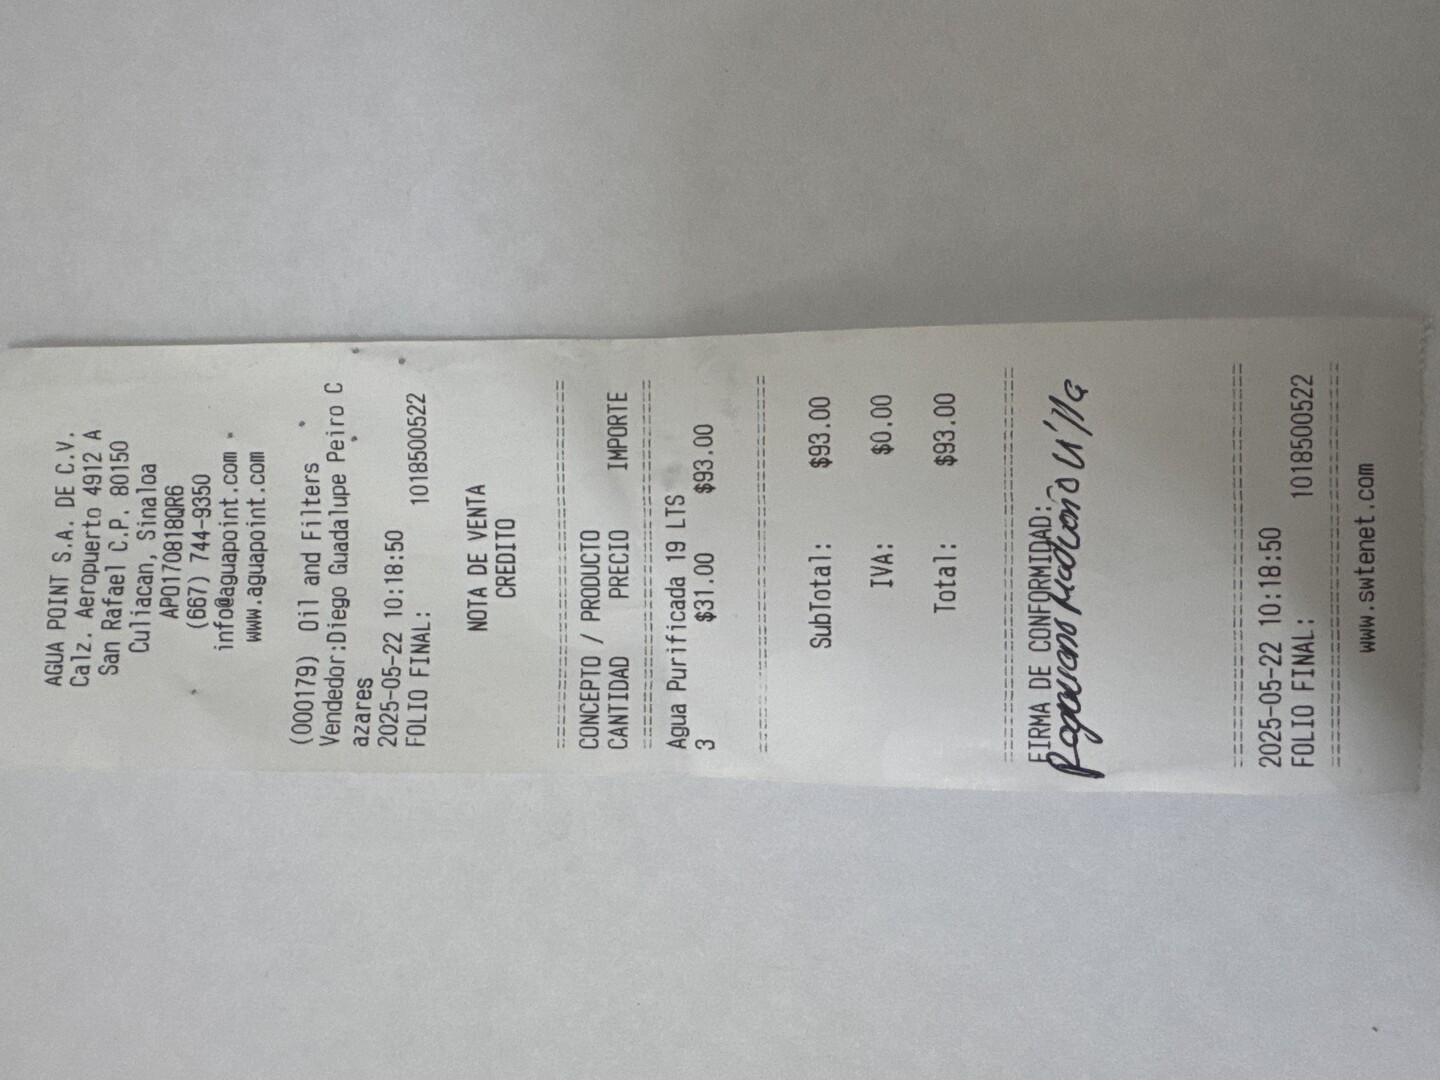 AGUA POINT S.A. DE C.V.
Calz. Aeropuerto 4912 A
San Rafael C.P. 80150
Culiacan, Sinaloa
APO170818QR6
(667) 744-9350
info@aguapoint.com
www.aguapoint.com
(000179) Oil and Filters
Vendedor:Diego Guadalupe Peiro C
azares
2025-05-22 10:18:50
FOLIO FINAL: 1018500522
NOTA DE VENTA
CREDITO
================================
CONCEPTO / PRODUCTO
CANTIDAD PRECIO IMPORTE
================================
Agua Purificada 19 LTS
3 $31.00 $93.00
================================
SubTotal: $93.00
IVA: $0.00
Total: $93.00
================================
FIRMA DE CONFORMIDAD:
================================
2025-05-22 10:18:50
FOLIO FINAL: 1018500522
================================
www.swtenet.com